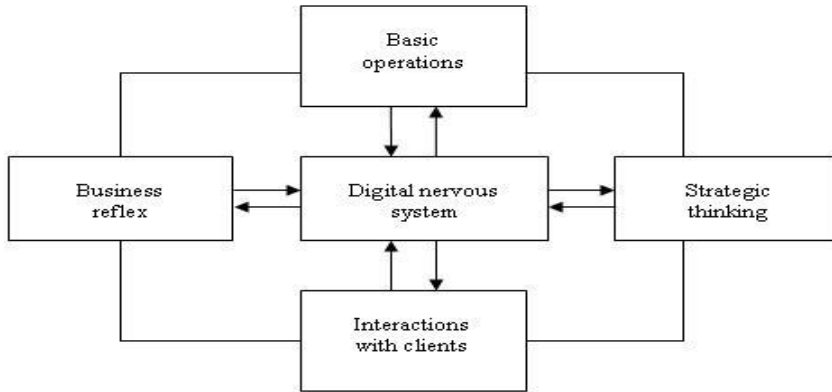 Basic
operations
Business
reflex
Digital nervous
system
Strategic
thinking
Interactions
with clients